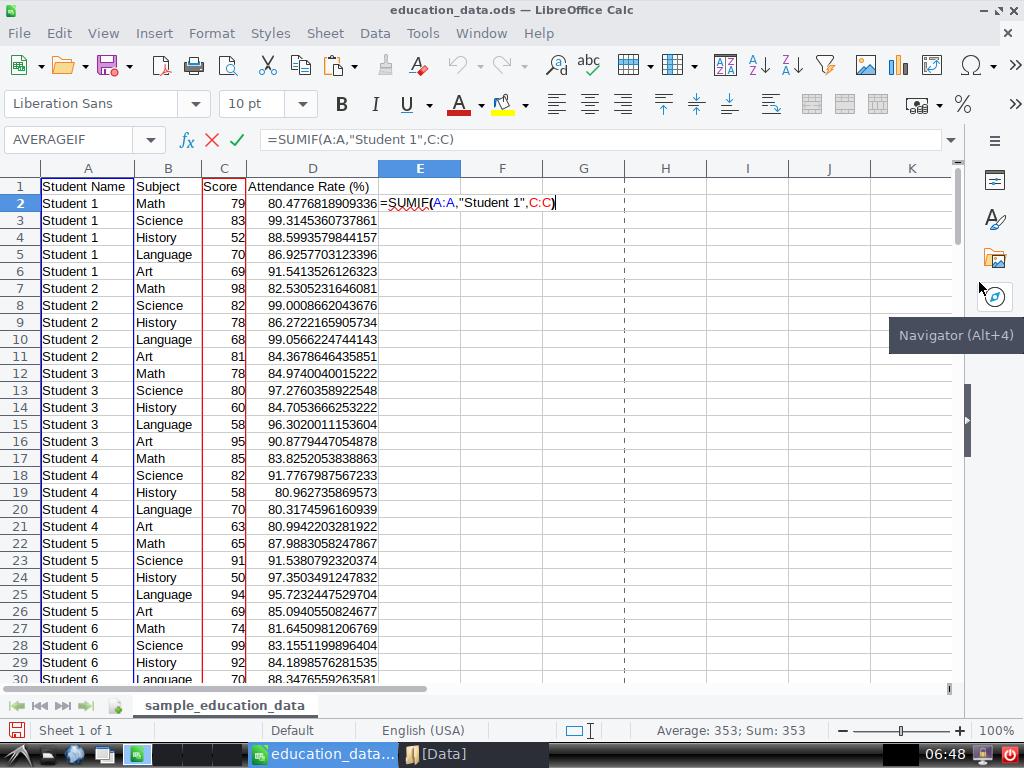 education_data.ods — LibreOffice Calc
File Edit View Insert Format Styles Sheet Data Tools Window Help
Liberation Sans 10 pt
AVERAGEIF =SUMIF(A:A,"Student 1",C:C)
A B C D E F G H I J K
1 Student Name Subject Score Attendance Rate (%)
2 Student 1 Math 79 80.4776818909336 =SUMIF(A:A,"Student 1",C:C)
3 Student 1 Science 83 99.3145360737861
4 Student 1 History 52 88.5993579844157
5 Student 1 Language 70 86.9257703123396
6 Student 1 Art 69 91.5413526126323
7 Student 2 Math 98 82.5305231646081
8 Student 2 Science 82 99.0008662043676
9 Student 2 History 78 86.2722165905734
10 Student 2 Language 68 99.0566224744143
11 Student 2 Art 81 84.3678644435851
12 Student 3 Math 78 84.9740040015222
13 Student 3 Science 80 97.2760358922548
14 Student 3 History 60 84.7053666253222
15 Student 3 Language 58 96.3020011153604
16 Student 3 Art 95 90.8779447054878
17 Student 4 Math 85 83.8252053838863
18 Student 4 Science 82 91.7767987567233
19 Student 4 History 58 80.962735869573
20 Student 4 Language 70 80.3174596160939
21 Student 4 Art 63 80.9942203281922
22 Student 5 Math 65 87.9883058247867
23 Student 5 Science 91 91.5380792320374
24 Student 5 History 50 97.3503491247832
25 Student 5 Language 94 95.7232447529704
26 Student 5 Art 69 85.0940550824677
27 Student 6 Math 74 81.6450981206769
28 Student 6 Science 99 83.1551199896404
29 Student 6 History 92 84.1898576281535
30 Student 6 Language 70 88.3476559263581
Navigator (Alt+4)
sample_education_data
Sheet 1 of 1 Default English (USA) Average: 353; Sum: 353 100%
education_data... [Data] 06:48